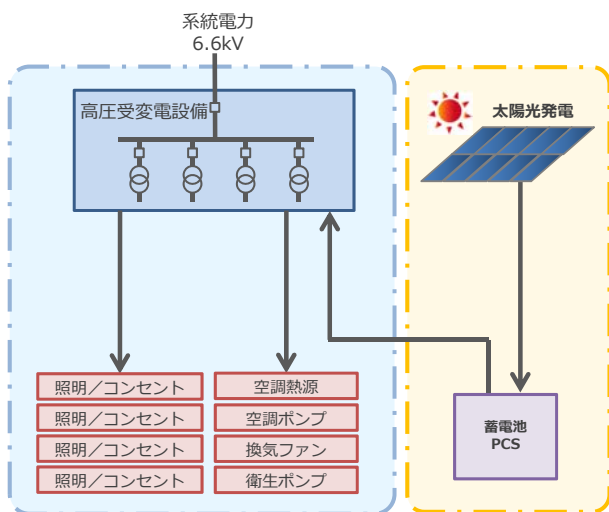 系統電力
6.6kV
高圧受変電設備
太陽光発電
照明／コンセント
照明／コンセント
照明／コンセント
照明／コンセント
空調熱源
空調ポンプ
換気ファン
衛生ポンプ
蓄電池
PCS